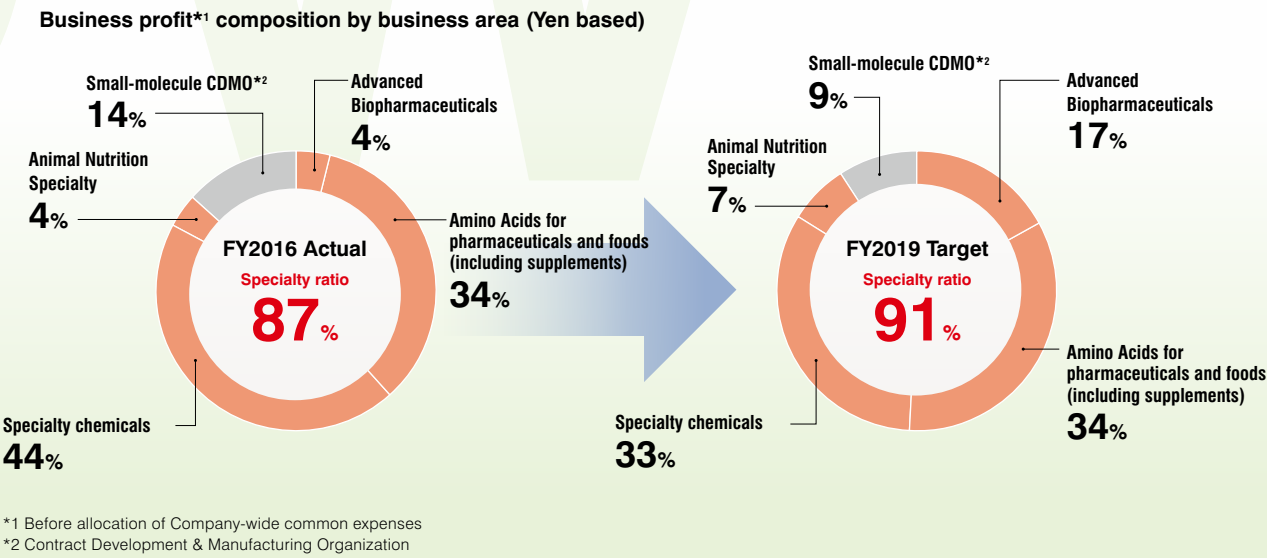 Business profit*1 composition by business area (Yen based)
Small-molecule CDMO*2
14%
Advanced
Biopharmaceuticals
4%
Animal Nutrition
Specialty
4%
FY2016 Actual
Specialty ratio
87%
Amino Acids for
pharmaceuticals and foods
(including supplements)
34%
Specialty chemicals
44%
Small-molecule CDMO*2
9%
Advanced
Biopharmaceuticals
17%
Animal Nutrition
Specialty
7%
FY2019 Target
Specialty ratio
91%
Amino Acids for
pharmaceuticals and foods
(including supplements)
34%
Specialty chemicals
33%
*1 Before allocation of Company-wide common expenses
*2 Contract Development & Manufacturing Organization